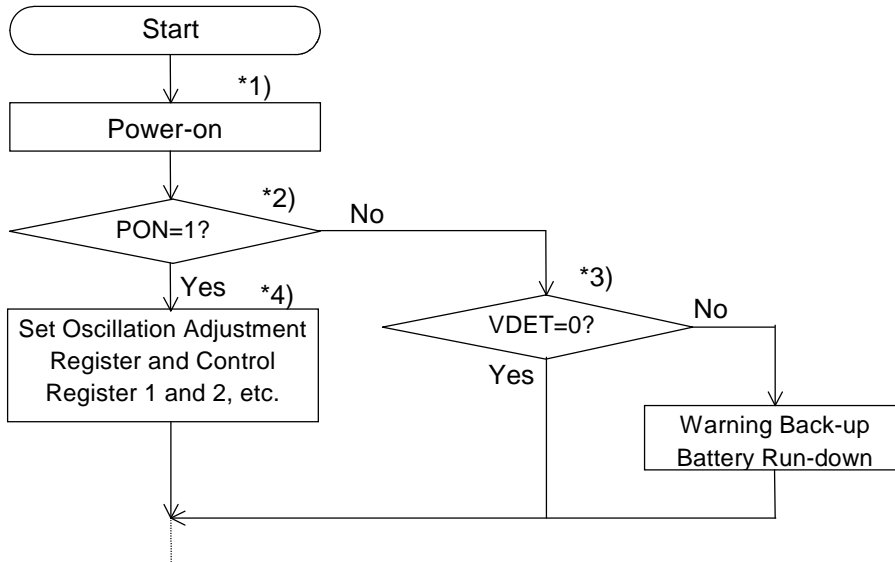 Start
*1)
Power-on
*2)
No
PON=1?
*3)
Yes
*4)
No
VDET=0?
Set Oscillation Adjustment
Register and Control
Register 1 and 2, etc.
Yes
Warning Back-up
Battery Run-down